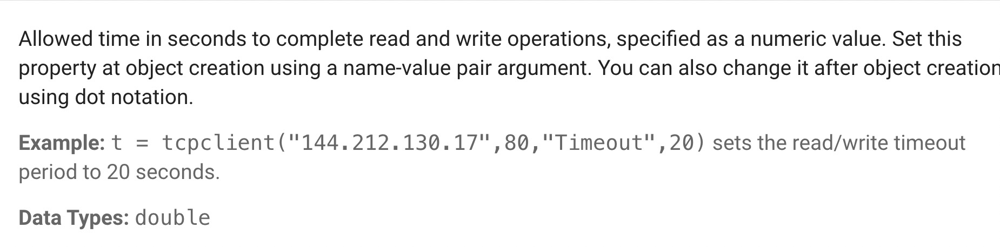 Allowed time in seconds to complete read and write operations, specified as a numeric value. Set this
property at object creation using a name-value pair argument. You can also change it after object creation
using dot notation.
Example: t = tcpclient("144.212.130.17",80,"Timeout",20) sets the read/write timeout
period to 20 seconds.
Data Types: double